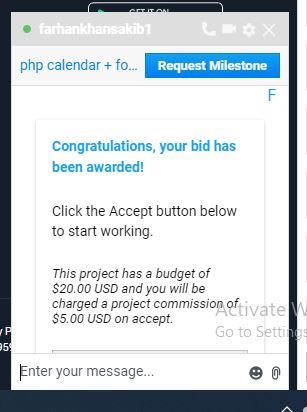 GET IT ON
farhankhansakib1
php calendar + fo...
Request Milestone
F
Congratulations, your bid has
been awarded!
Click the Accept button below
to start working.
This project has a budget of
$20.00 USD and you will be
charged a project commission of
$5.00 USD on accept.
Activate W
Go to Settings
Enter your message...